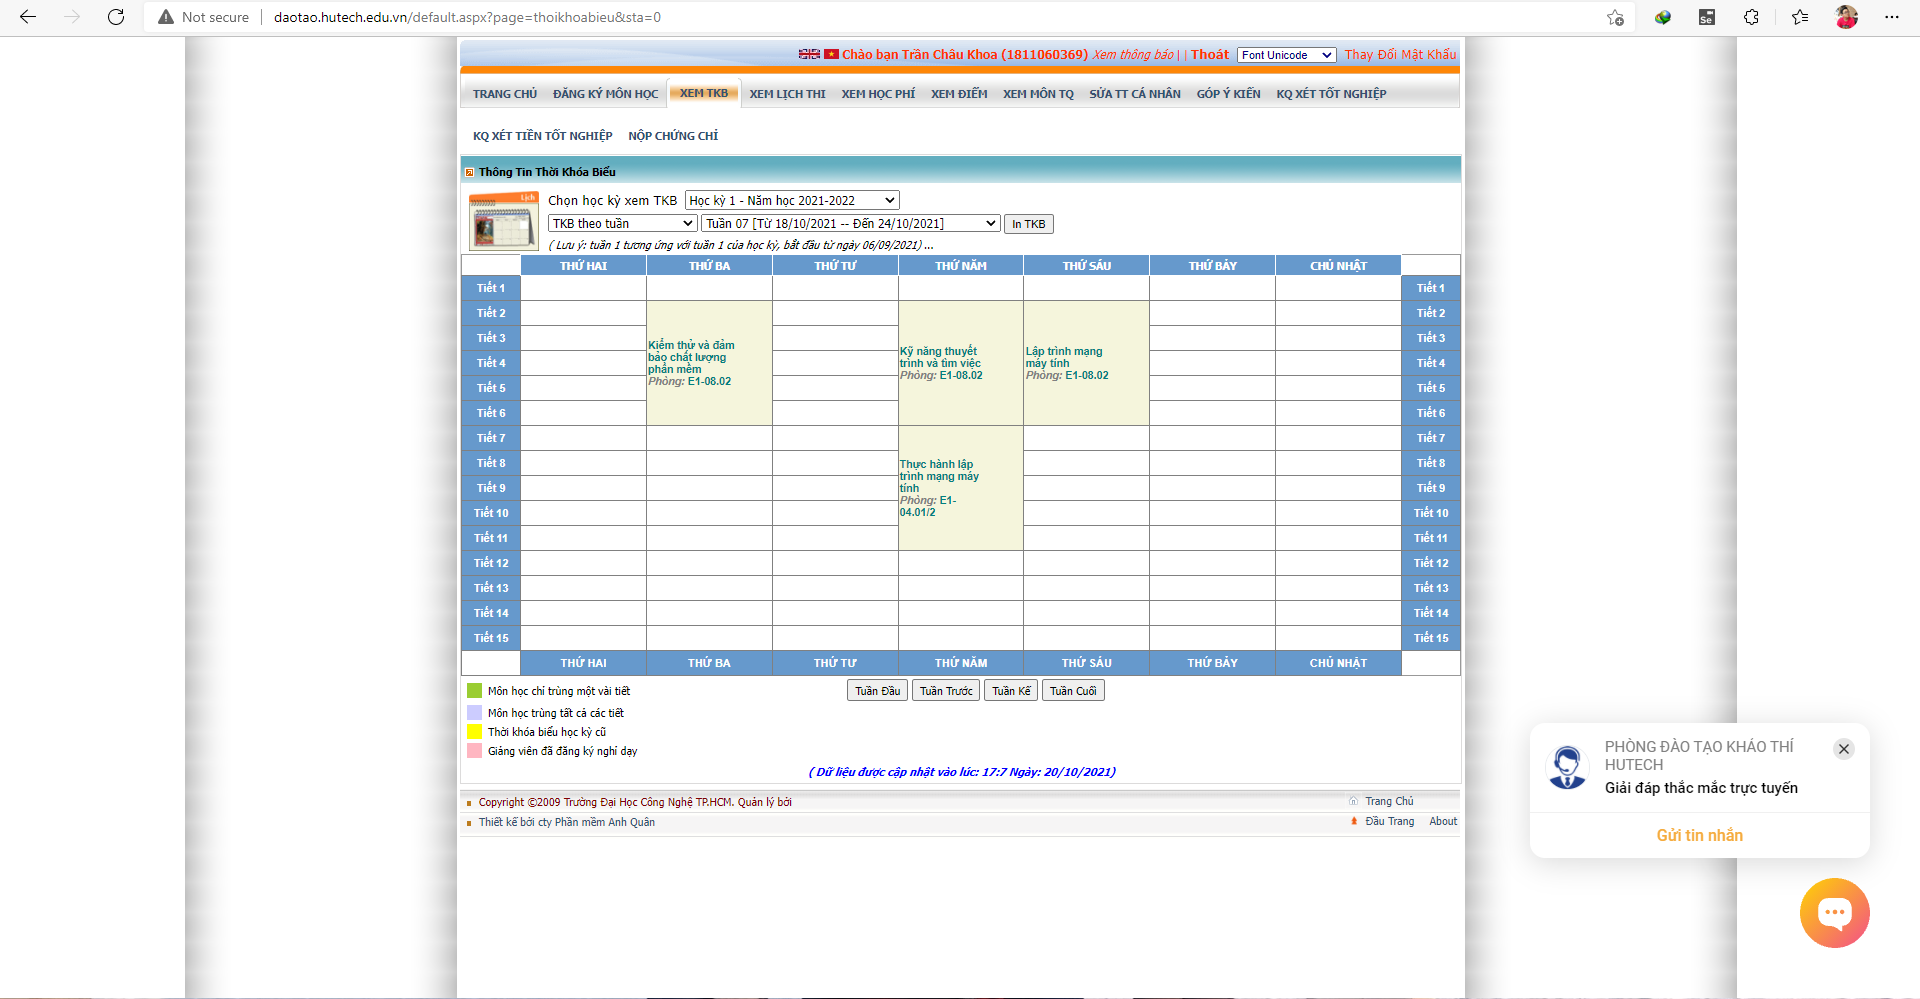 Not secure | daotao.hutech.edu.vn/default.aspx?page=thoikhoabieu&sta=0
Chào bạn Trần Châu Khoa (1811060369) Xem thông báo | | Thoát Font Unicode Thay Đổi Mật Khẩu
TRANG CHỦ ĐĂNG KÝ MÔN HỌC XEM TKB XEM LỊCH THI XEM HỌC PHÍ XEM ĐIỂM XEM MÔN TQ SỬA TT CÁ NHÂN GÓP Ý KIẾN KQ XÉT TỐT NGHIỆP
KQ XÉT TIỀN TỐT NGHIỆP NỘP CHỨNG CHỈ
Thông Tin Thời Khóa Biểu
Lịch
Chọn học kỳ xem TKB Học kỳ 1 - Năm học 2021-2022
TKB theo tuần Tuần 07 [Từ 18/10/2021 -- Đến 24/10/2021] In TKB
( Lưu ý: tuần 1 tương ứng với tuần 1 của học kỳ, bắt đầu từ ngày 06/09/2021) ...
THỨ HAI THỨ BA THỨ TƯ THỨ NĂM THỨ SÁU THỨ BẢY CHỦ NHẬT
Tiết 1 Tiết 1
Tiết 2 Tiết 2
Tiết 3 Tiết 3
Tiết 4 Tiết 4
Tiết 5 Tiết 5
Tiết 6 Tiết 6
Kiểm thử và đảm
bảo chất lượng
phần mềm
Phòng: E1-08.02
Kỹ năng thuyết
trình và tìm việc
Phòng: E1-08.02
Lập trình mạng
máy tính
Phòng: E1-08.02
Tiết 7 Tiết 7
Tiết 8 Tiết 8
Tiết 9 Tiết 9
Tiết 10 Tiết 10
Tiết 11 Tiết 11
Thực hành lập
trình mạng máy
tính
Phòng: E1-
04.01/2
Tiết 12 Tiết 12
Tiết 13 Tiết 13
Tiết 14 Tiết 14
Tiết 15 Tiết 15
THỨ HAI THỨ BA THỨ TƯ THỨ NĂM THỨ SÁU THỨ BẢY CHỦ NHẬT
Môn học chỉ trùng một vài tiết
Tuần Đầu Tuần Trước Tuần Kế Tuần Cuối
Môn học trùng tất cả các tiết
Thời khóa biểu học kỳ cũ
Giảng viên đã đăng ký nghỉ dạy
( Dữ liệu được cập nhật vào lúc: 17:7 Ngày: 20/10/2021)
Copyright ©2009 Trường Đại Học Công Nghệ TP.HCM. Quản lý bởi Trang Chủ
Thiết kế bởi cty Phần mềm Anh Quân Đầu Trang About
PHÒNG ĐÀO TẠO KHẢO THÍ
HUTECH
Giải đáp thắc mắc trực tuyến
Gửi tin nhắn